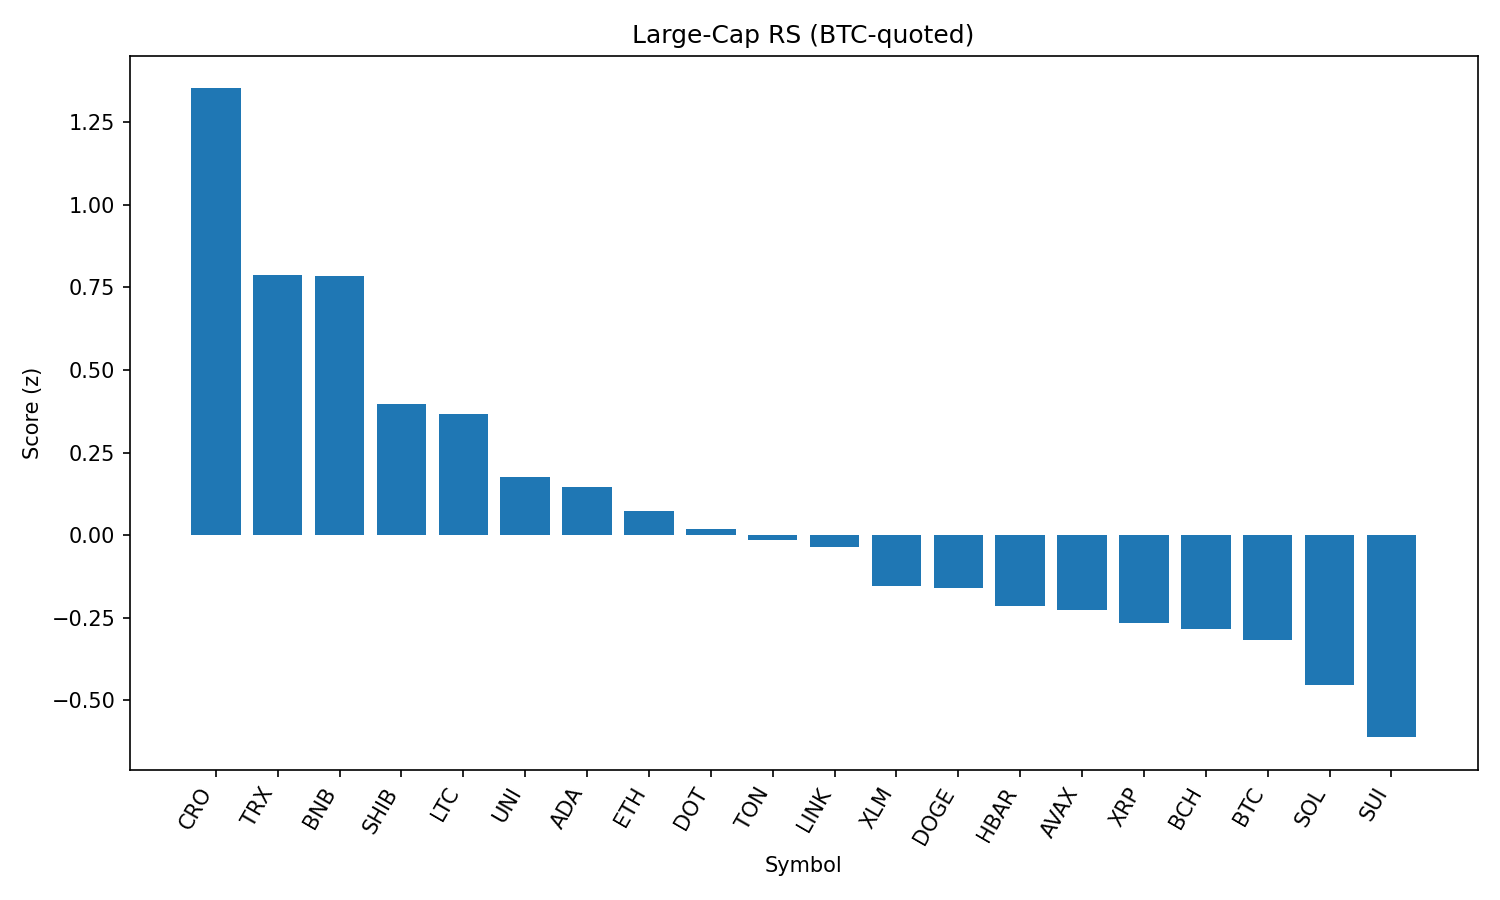 Large-Cap RS (BTC-quoted)
Score (z)
1.25
1.00
0.75
0.50
0.25
0.00
−0.25
−0.50
CRO
TRX
BNB
SHIB
LTC
UNI
ADA
ETH
DOT
TON
LINK
XLM
DOGE
HBAR
AVAX
XRP
BCH
BTC
SOL
SUI
Symbol